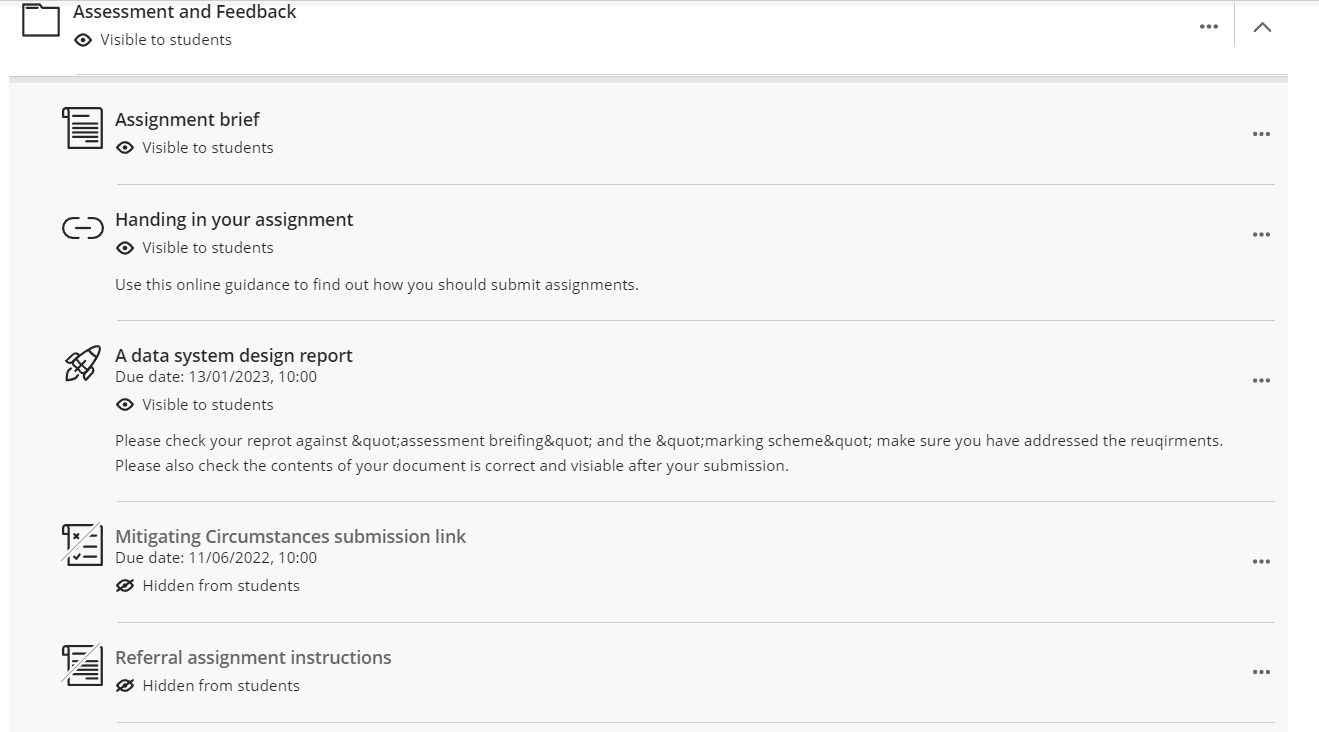 Assessment and Feedback
Visible to students
Assignment brief
Visible to students
Handing in your assignment
Visible to students
Use this online guidance to find out how you should submit assignments.
A data system design report
Due date: 13/01/2023, 10:00
Visible to students
Please check your reprot against &quot;assessment breifing&quot; and the &quot;marking scheme&quot; make sure you have addressed the reuqirments.
Please also check the contents of your document is correct and visiable after your submission.
Mitigating Circumstances submission link
Due date: 11/06/2022, 10:00
Hidden from students
Referral assignment instructions
Hidden from students